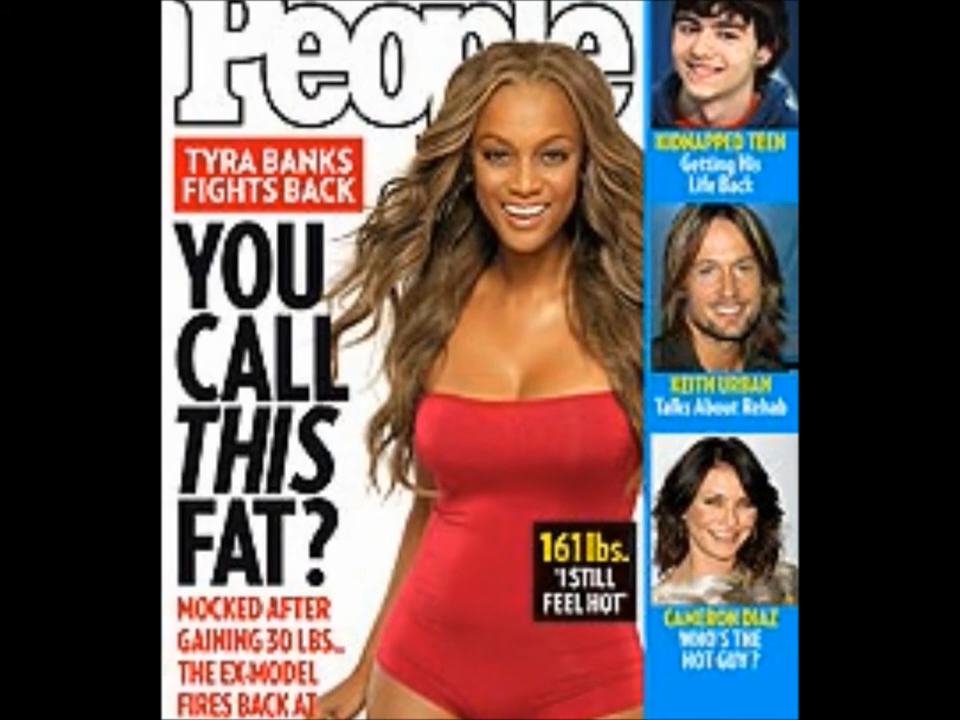 People
TYRA BANKS
FIGHTS BACK
YOU
CALL
THIS
FAT?
MOCKED AFTER
GAINING 30 LBS.,
THE EX-MODEL
FIRES BACK AT
161 lbs.
"I STILL
FEEL HOT"
KIDNAPPED TEEN
Getting His
Life Back
KEITH URBAN
Talks About Rehab
CAMERON DIAZ
WHO'S THE
HOT GUY?